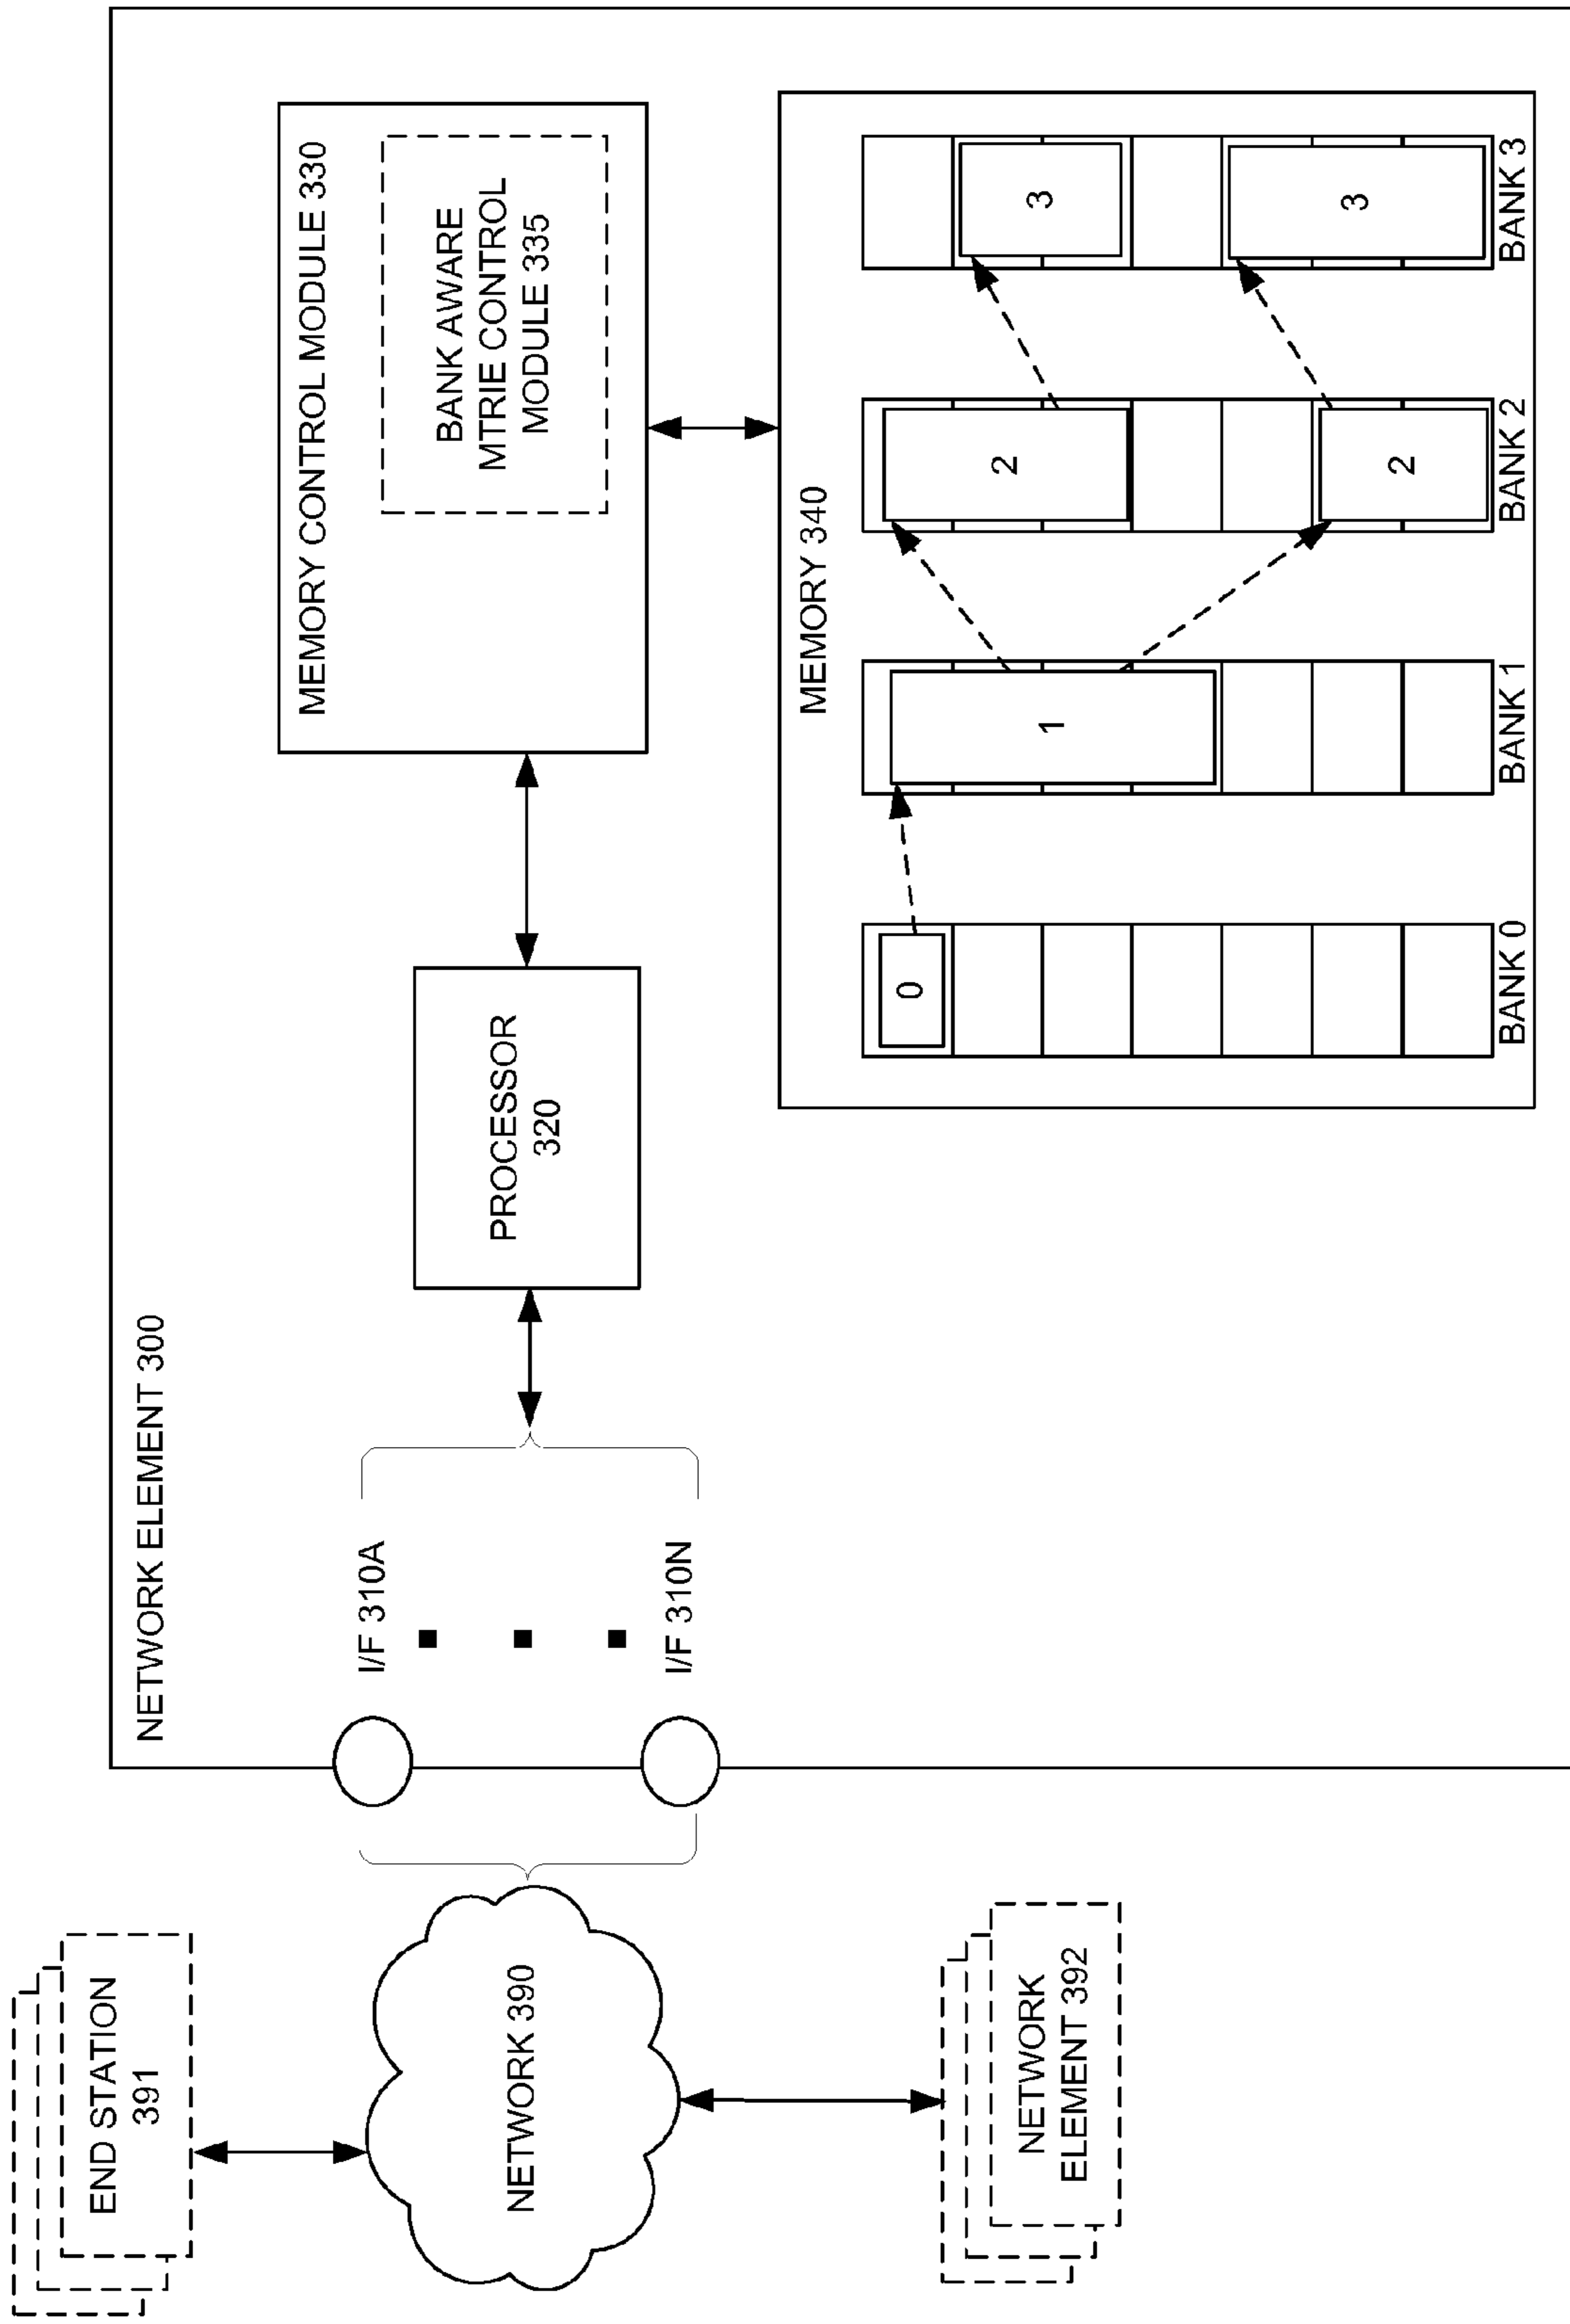 END STATION
391
NETWORK 390
NETWORK
ELEMENT 392
NETWORK ELEMENT 300
I/F 310A
I/F 310N
PROCESSOR
320
MEMORY CONTROL MODULE 330
BANK AWARE
MTRIE CONTROL
MODULE 335
MEMORY 340
0
1
2
2
3
3
BANK 0
BANK 1
BANK 2
BANK 3